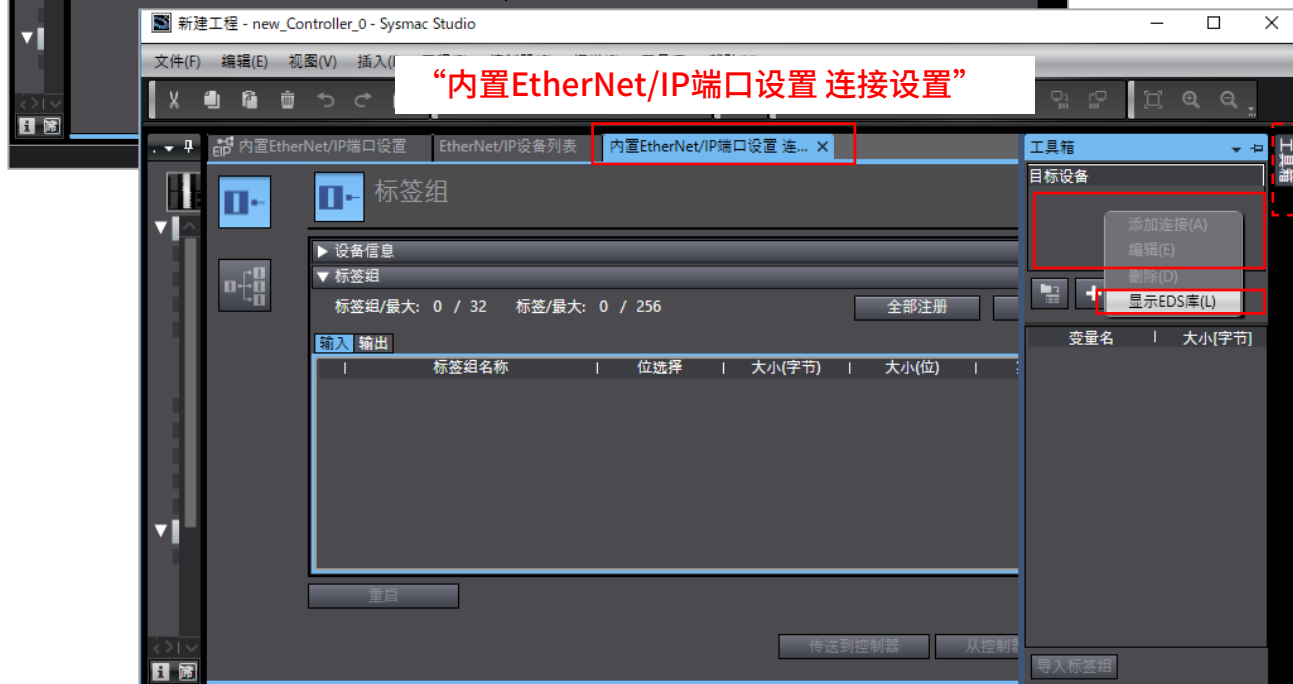 新建工程 - new_Controller_0 - Sysmac Studio
文件(F) 编辑(E) 视图(V) 插入(
“内置EtherNet/IP端口设置 连接设置”
内置EtherNet/IP端口设置 EtherNet/IP设备列表 内置EtherNet/IP端口设置 连...
工具箱
工具箱
目标设备
标签组
添加连接(A)
编辑(E)
删除(D)
显示EDS库(L)
设备信息
标签组
标签组/最大: 0 / 32 标签/最大: 0 / 256
全部注册
输入 输出
标签组名称 位选择 大小(字节) 大小(位)
变量名 大小[字节]
重启
传送到控制器 从控制
导入标签组